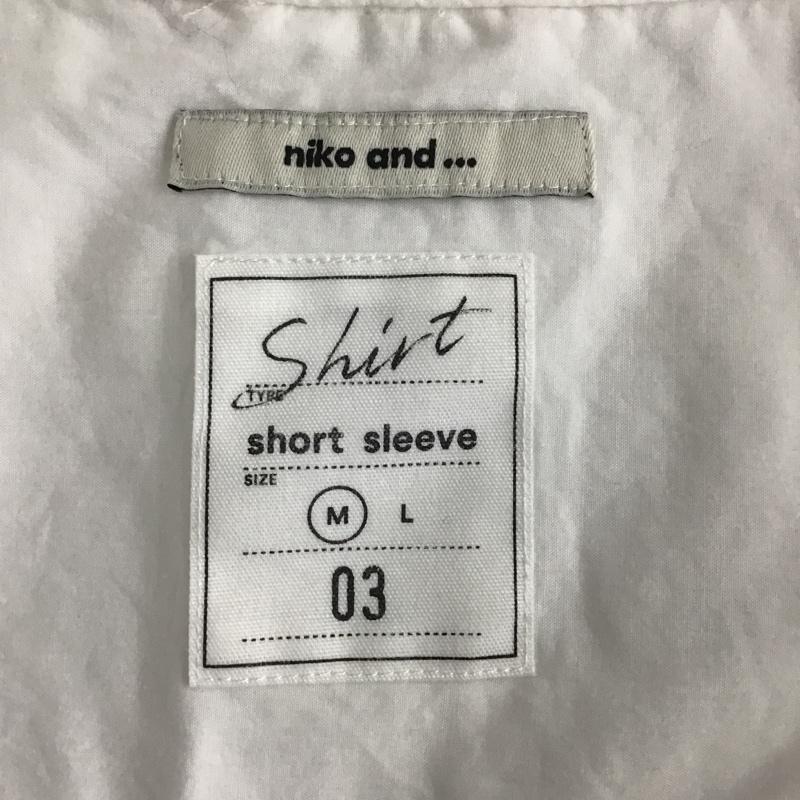 niko and...
Shirt
TYPE
short sleeve
SIZE
M L
03